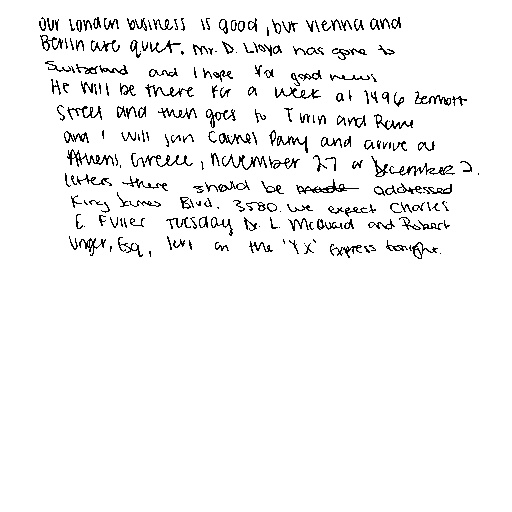 Our London business is good, but Vienna and
Berlin are quiet. Mr. D. Lloyd has gone to
Switzerland and I hope for good news
He will be there for a week at 1496 Zermott
Street and then goes to Turin and Rome
and I will join Colonel Parry and arrive at
Athens, Greece, November 27 or December 2.
letters there should be made addressed
King James Blvd. 3580. We expect Charles
E. Fuller Tuesday Dr. L. McQuaid and Robert
Unger, Esq, left on the 'YX' Express tonight.